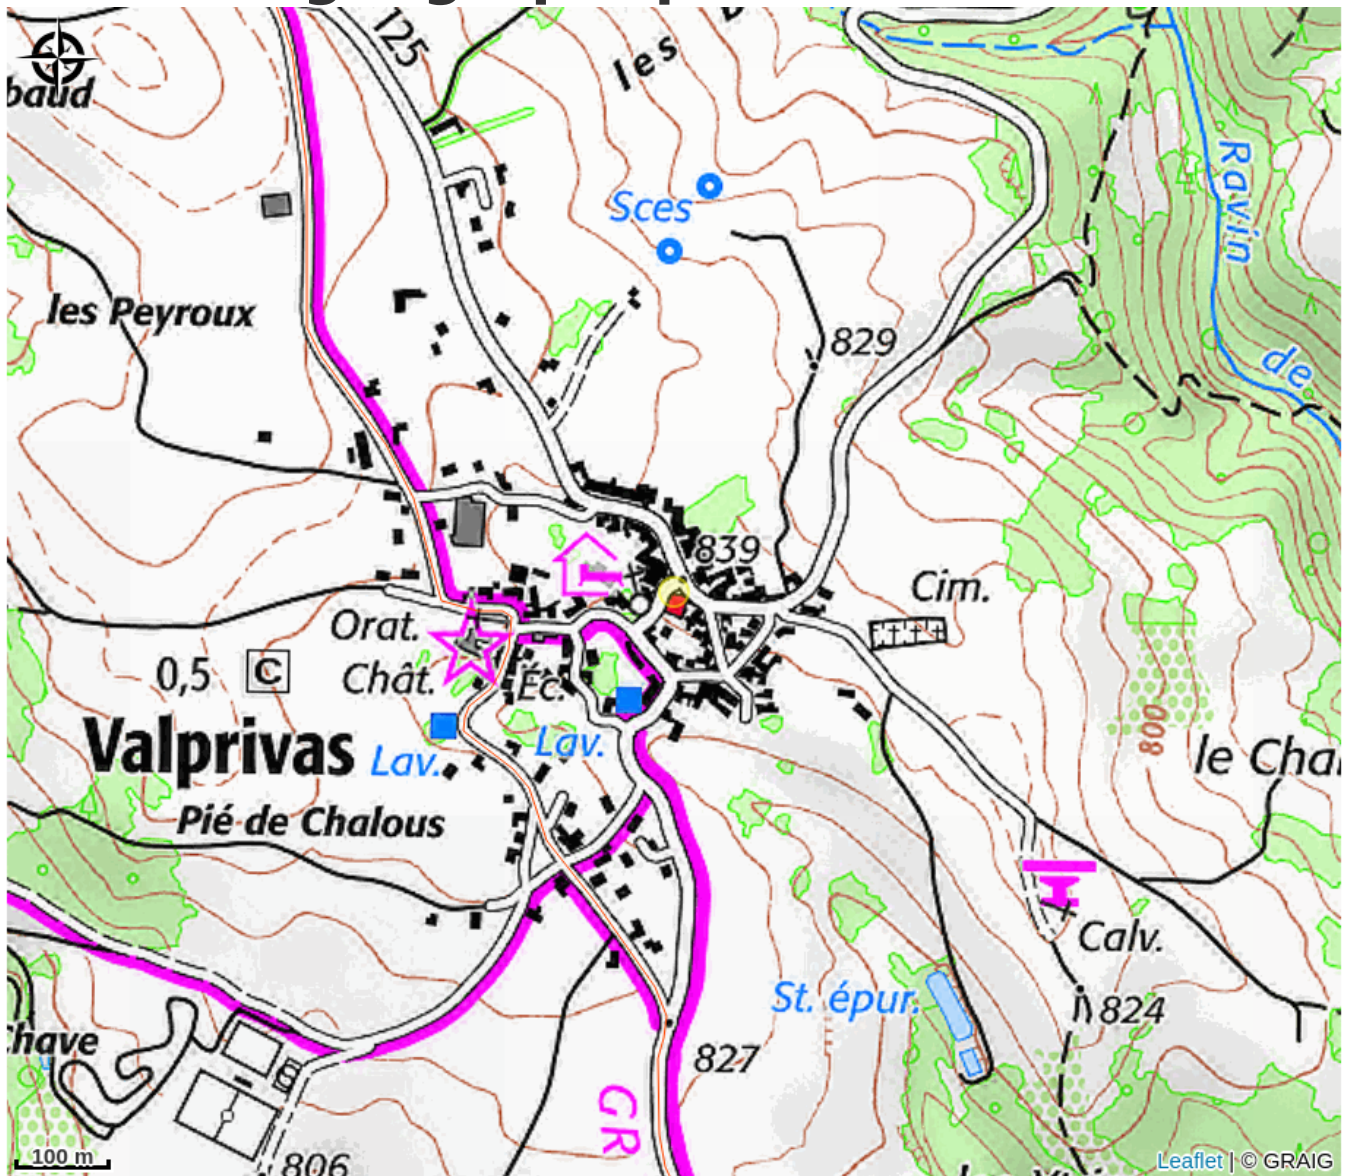 125
les
baud
Ravin
Sces
les Peyroux
829
de
839
Cim.
Orat.
0,5 C
Chât.
Éc.
800
Valprivas
Lav.
Lav.
le Cha
Pié de Chalous
Calv.
St. épur.
824
Chave
827
GR
100 m
806
Leaflet | © GRAIG